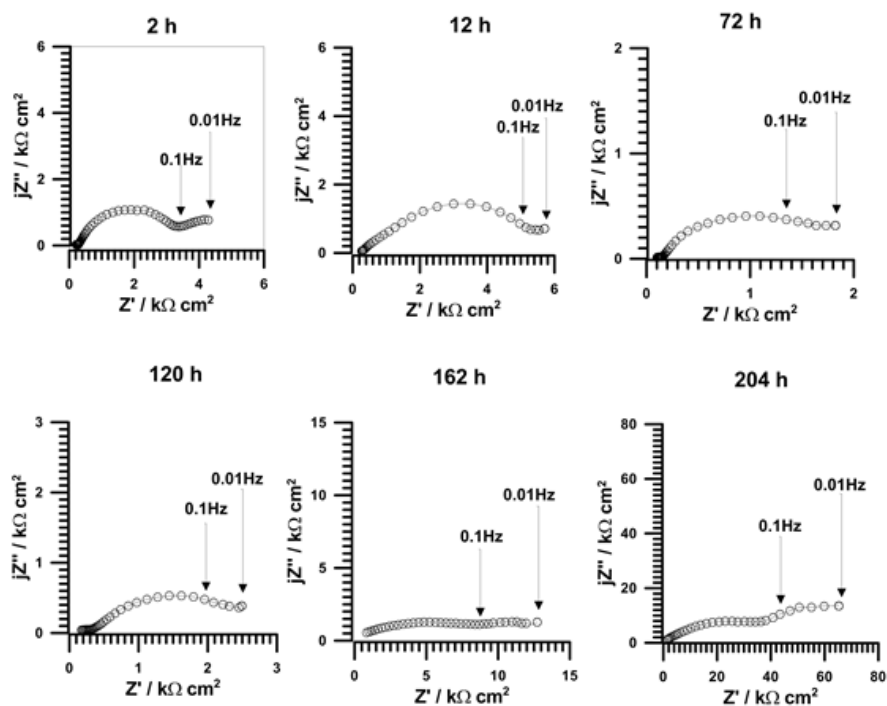 2 h
6
4
2
0
jZ" / kΩ cm²
0.1Hz
0.01Hz
0
2
4
6
Z' / kΩ cm²
12 h
6
4
2
0
jZ" / kΩ cm²
0.1Hz
0.01Hz
0
2
4
6
Z' / kΩ cm²
72 h
2
1
0
jZ" / kΩ cm²
0.1Hz
0.01Hz
0
1
2
Z' / kΩ cm²
120 h
3
2
1
0
jZ" / kΩ cm²
0.1Hz
0.01Hz
0
1
2
3
Z' / kΩ cm²
162 h
15
10
5
0
jZ" / kΩ cm²
0.1Hz
0.01Hz
0
5
10
15
Z' / kΩ cm²
204 h
80
60
40
20
0
jZ" / kΩ cm²
0.1Hz
0.01Hz
0
20
40
60
80
Z' / kΩ cm²